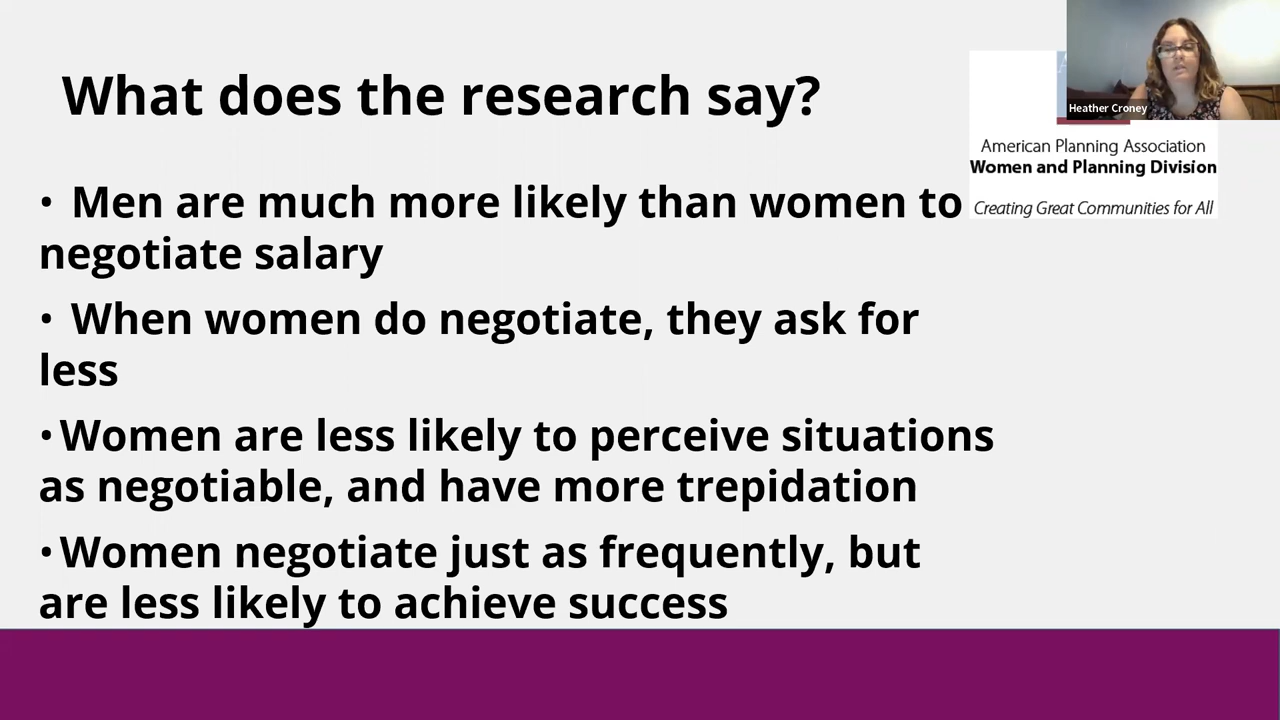 What does the research say?
Heather Croney
American Planning Association
Women and Planning Division
Creating Great Communities for All
• Men are much more likely than women to
negotiate salary
• When women do negotiate, they ask for
less
• Women are less likely to perceive situations
as negotiable, and have more trepidation
• Women negotiate just as frequently, but
are less likely to achieve success